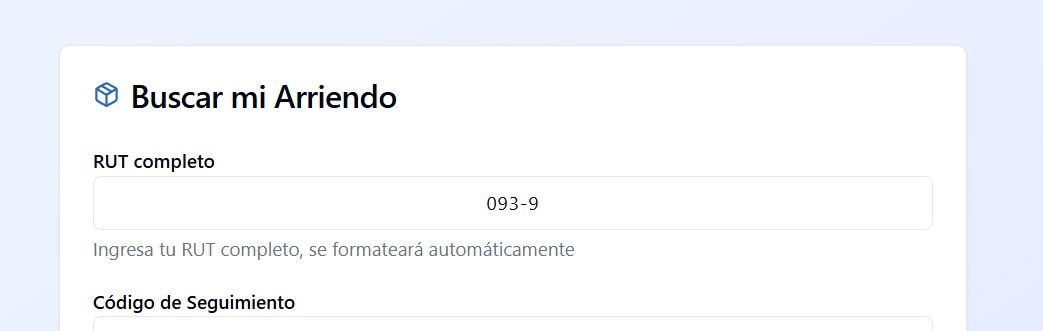 Buscar mi Arriendo
RUT completo
093-9
Ingresa tu RUT completo, se formateará automáticamente
Código de Seguimiento